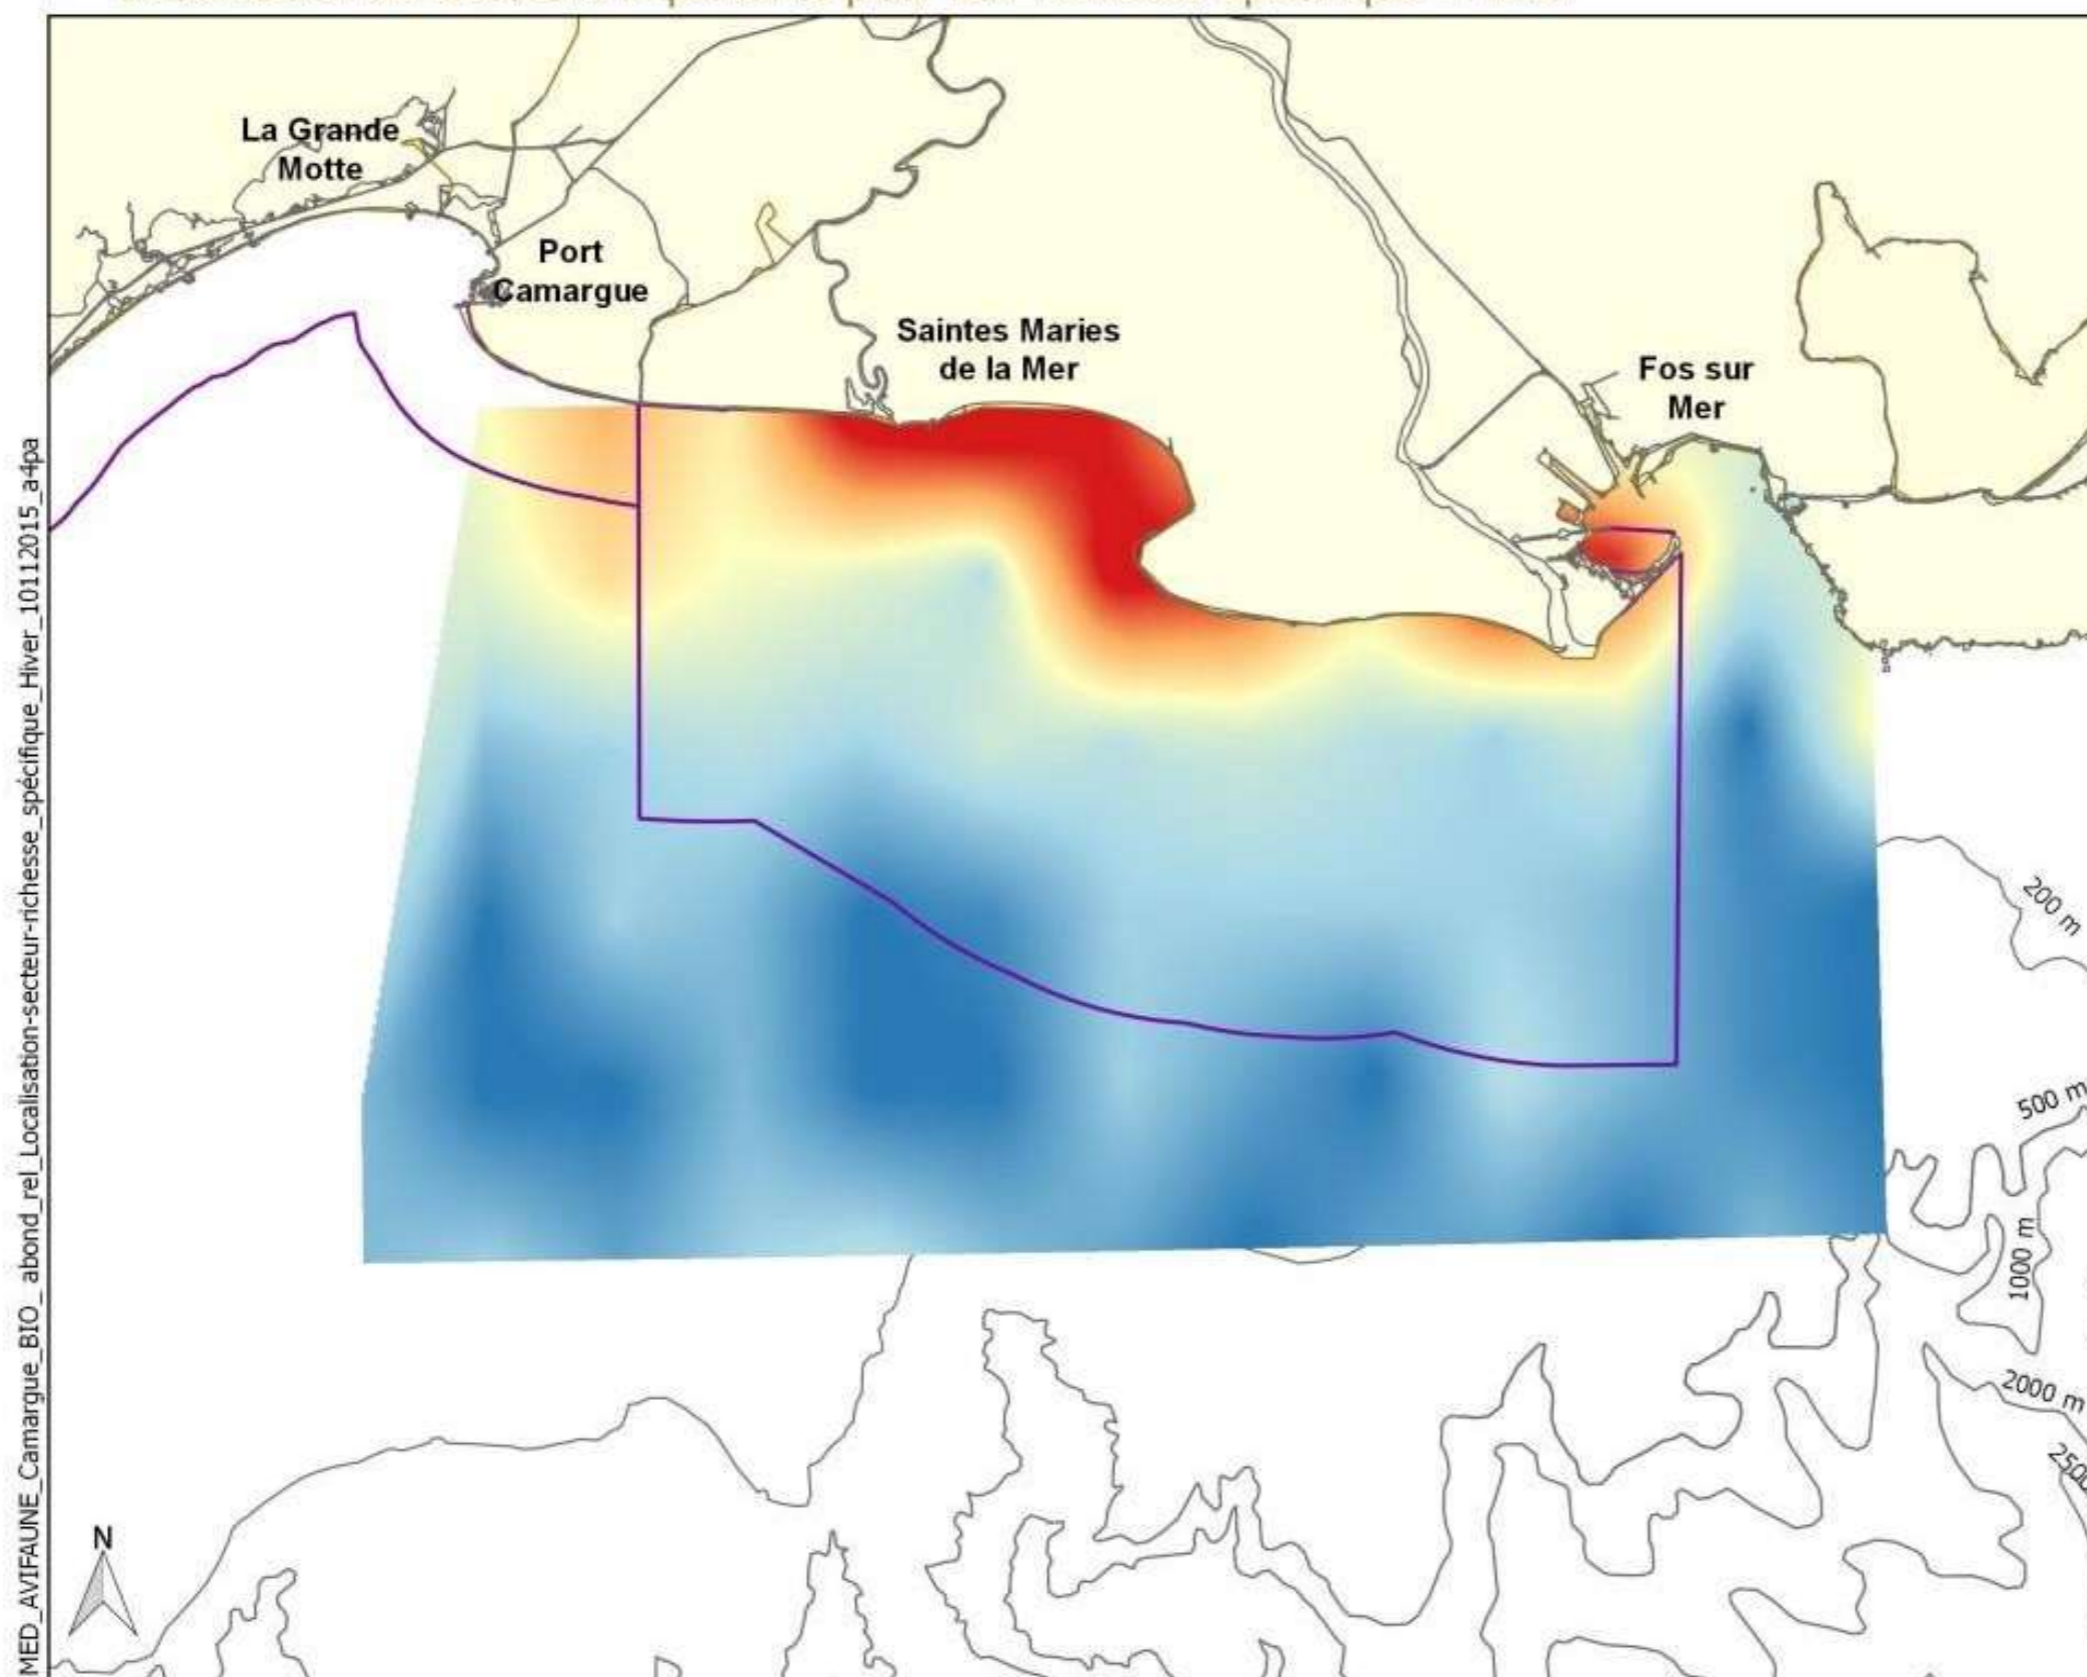 La Grande
Motte
Port
Camargue
Saintes Maries
de la Mer
Fos sur
Mer
200 m
500 m
1000 m
2000 m
2500
N
MED_AVIFAUNE_Camargue_BIO_ abond_rel_Localisation-secteur-richesse_spécifique_Hiver_10112015_a4pa